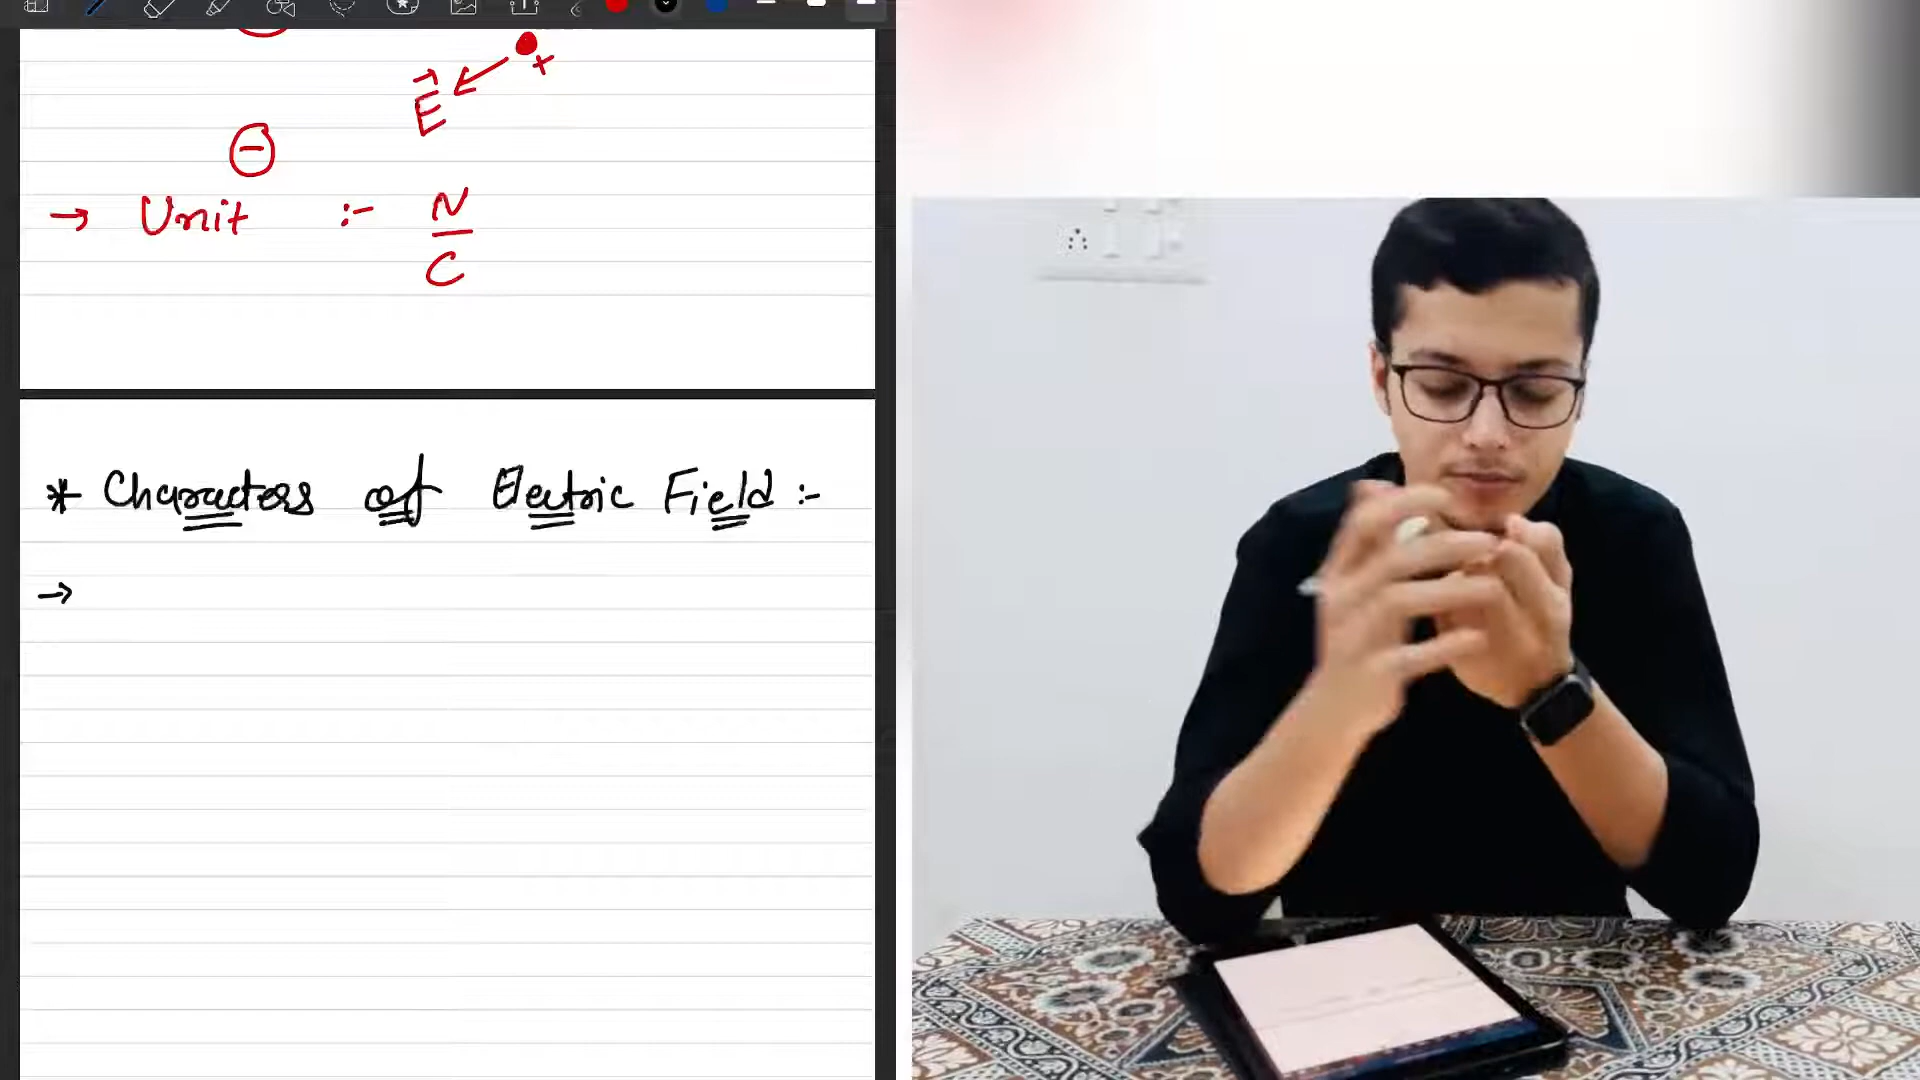 +
E
−
→ Unit :- N
C
* Characters of Electric Field :-
→